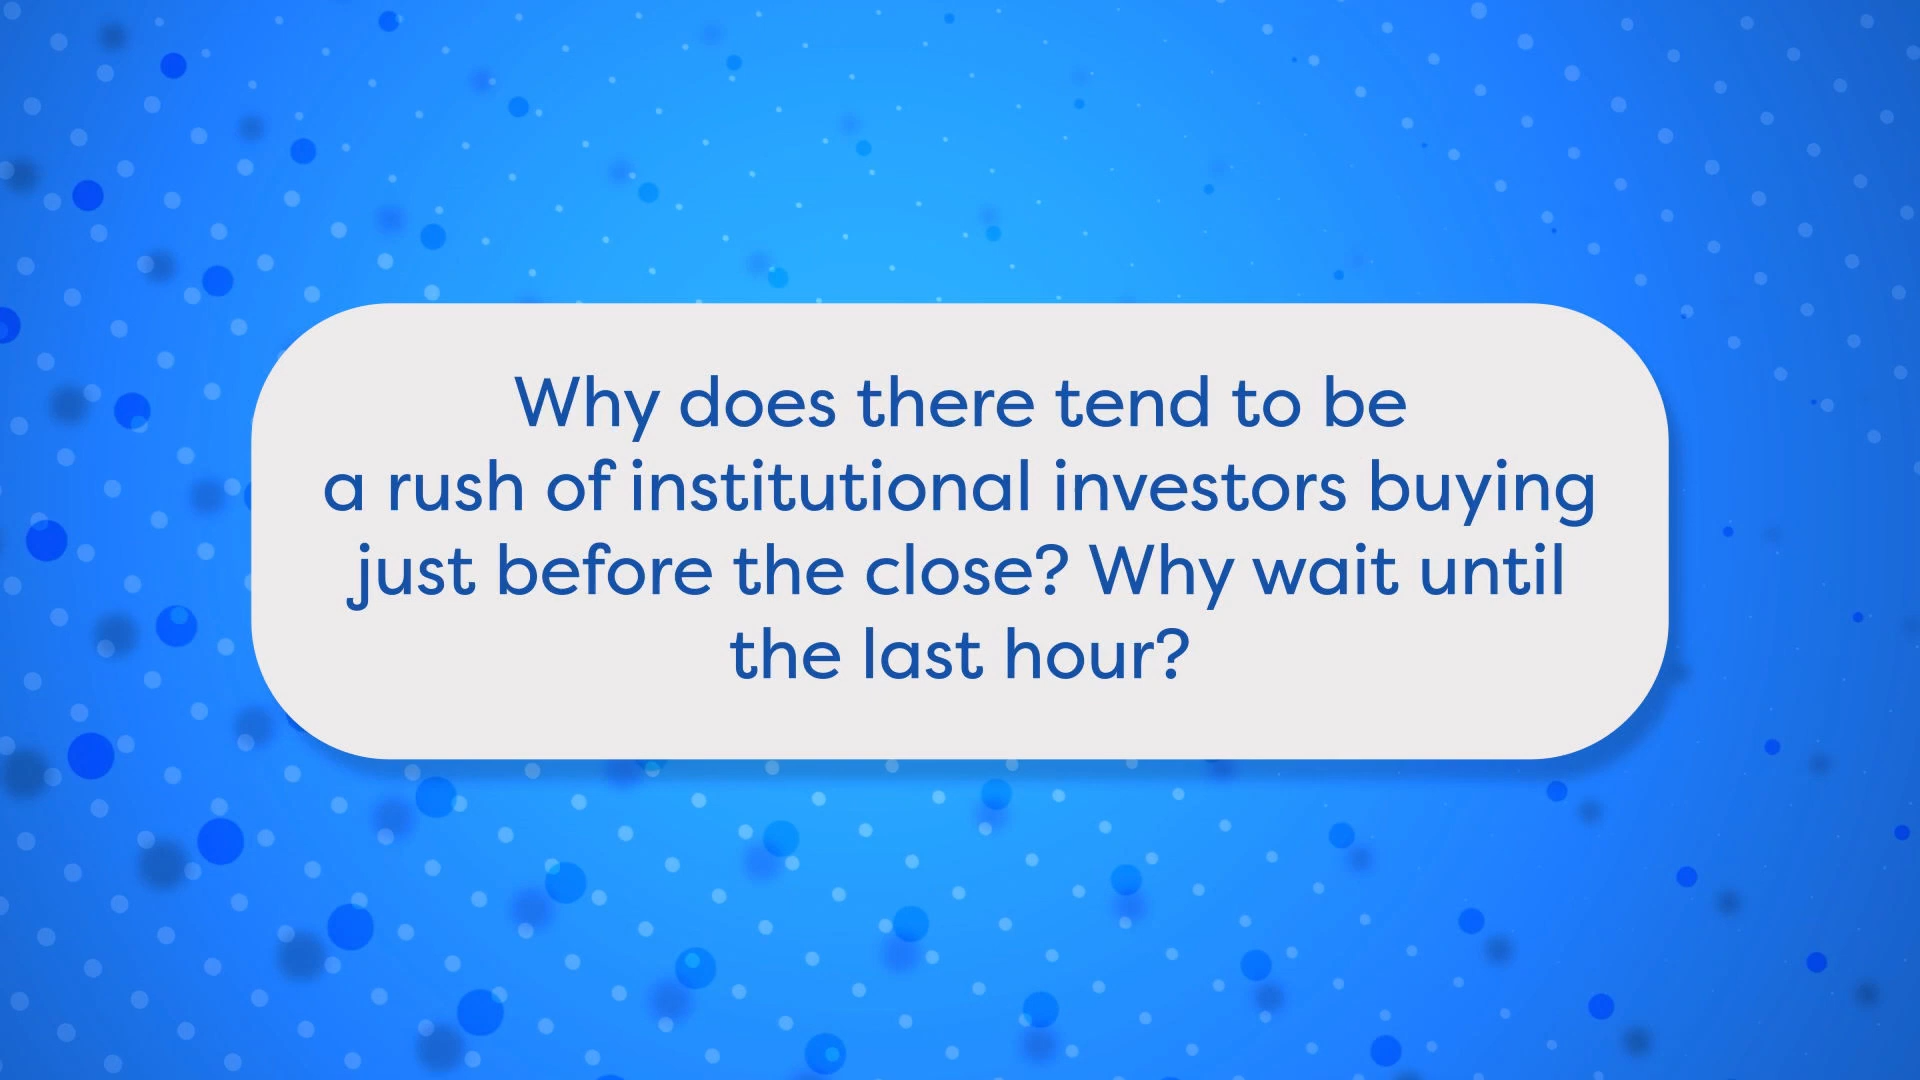 Why does there tend to be
a rush of institutional investors buying
just before the close? Why wait until
the last hour?